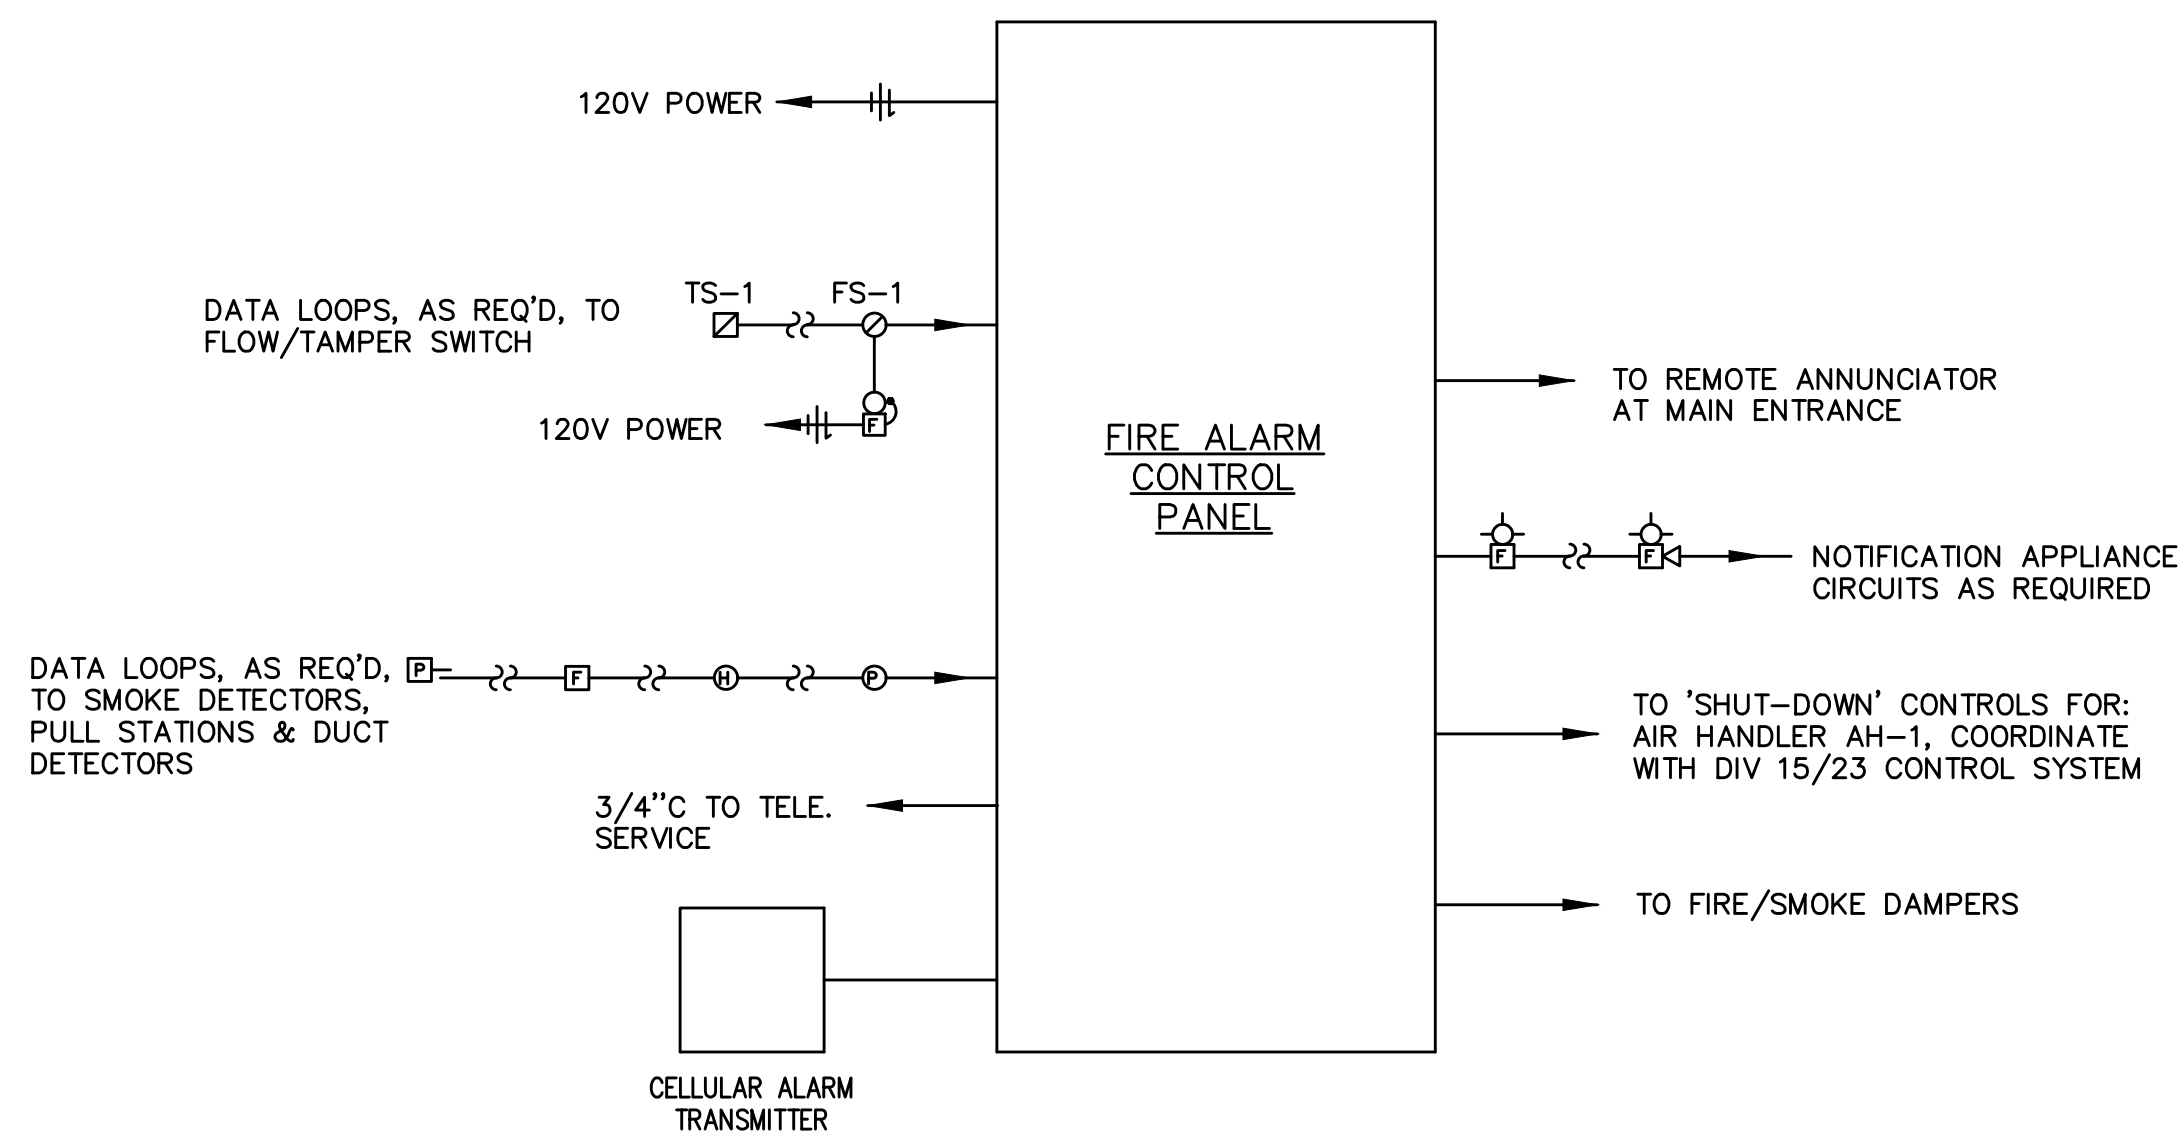 120V POWER
TS-1
FS-1
DATA LOOPS, AS REQ'D, TO
FLOW/TAMPER SWITCH
120V POWER
F
FIRE ALARM
CONTROL
PANEL
DATA LOOPS, AS REQ'D,
TO SMOKE DETECTORS,
PULL STATIONS & DUCT
DETECTORS
P
F
H
P
3/4"C TO TELE.
SERVICE
CELLULAR ALARM
TRANSMITTER
TO REMOTE ANNUNCIATOR
AT MAIN ENTRANCE
F
F
NOTIFICATION APPLIANCE
CIRCUITS AS REQUIRED
TO 'SHUT-DOWN' CONTROLS FOR:
AIR HANDLER AH-1, COORDINATE
WITH DIV 15/23 CONTROL SYSTEM
TO FIRE/SMOKE DAMPERS